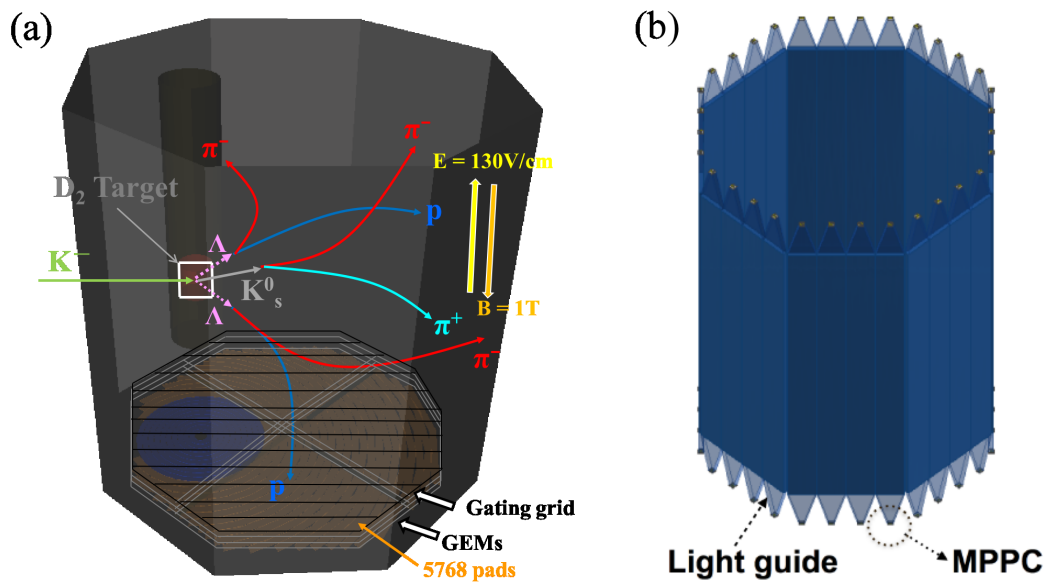 (a)
(b)
π⁻
π⁻
E = 130V/cm
D₂ Target
p
Λ
K⁻
K⁰ₛ
Λ
B = 1T
π⁺
π⁻
p
Gating grid
GEMs
5768 pads
Light guide
MPPC